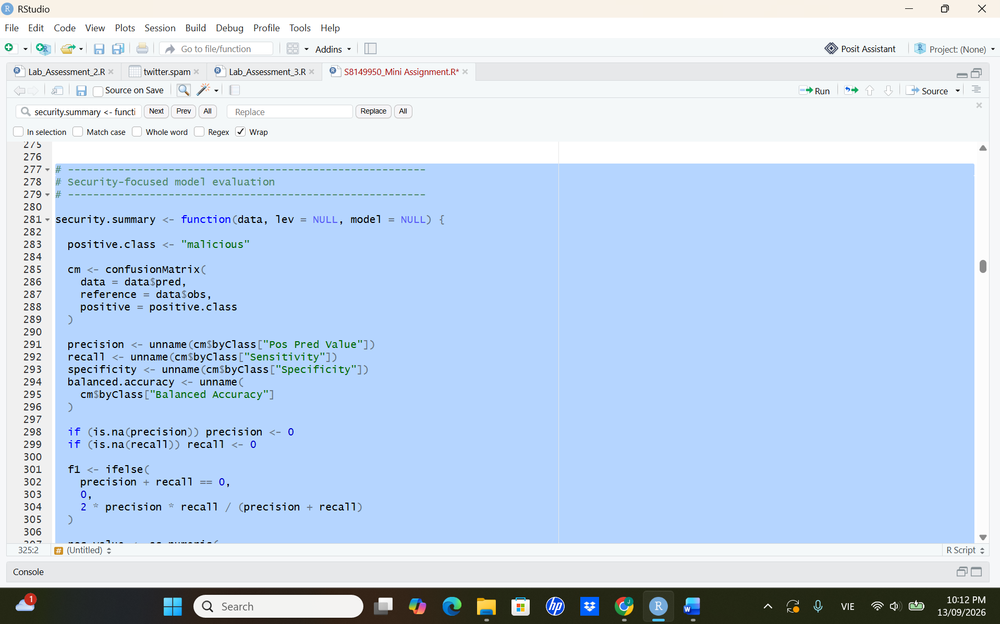 RStudio
File Edit Code View Plots Session Build Debug Profile Tools Help
Go to file/function Addins Posit Assistant Project: (None)
Lab_Assessment_2.R twitter.spam Lab_Assessment_3.R S8149950_Mini Assignment.R*
Source on Save Run Source
security.summary <- functi Next Prev All Replace Replace All
In selection Match case Whole word Regex Wrap
275
276
277 # ---------------------------------------------------------
278 # Security-focused model evaluation
279 # ---------------------------------------------------------
280
281 security.summary <- function(data, lev = NULL, model = NULL) {
282
283 positive.class <- "malicious"
284
285 cm <- confusionMatrix(
286 data = data$pred,
287 reference = data$obs,
288 positive = positive.class
289 )
290
291 precision <- unname(cm$byClass["Pos Pred Value"])
292 recall <- unname(cm$byClass["Sensitivity"])
293 specificity <- unname(cm$byClass["Specificity"])
294 balanced.accuracy <- unname(
295 cm$byClass["Balanced Accuracy"]
296 )
297
298 if (is.na(precision)) precision <- 0
299 if (is.na(recall)) recall <- 0
300
301 f1 <- ifelse(
302 precision + recall == 0,
303 0,
304 2 * precision * recall / (precision + recall)
305 )
306
325:2 # (Untitled) R Script
Console
1 Search hp R W VIE 10:12 PM
13/09/2026